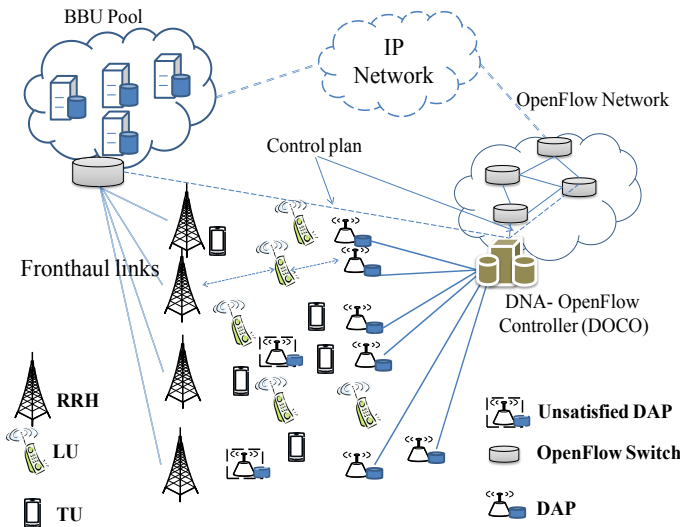 BBU Pool
IP
Network
OpenFlow Network
Control plan
Fronthaul links
DNA- OpenFlow
Controller (DOCO)
RRH
LU
TU
Unsatisfied DAP
OpenFlow Switch
DAP